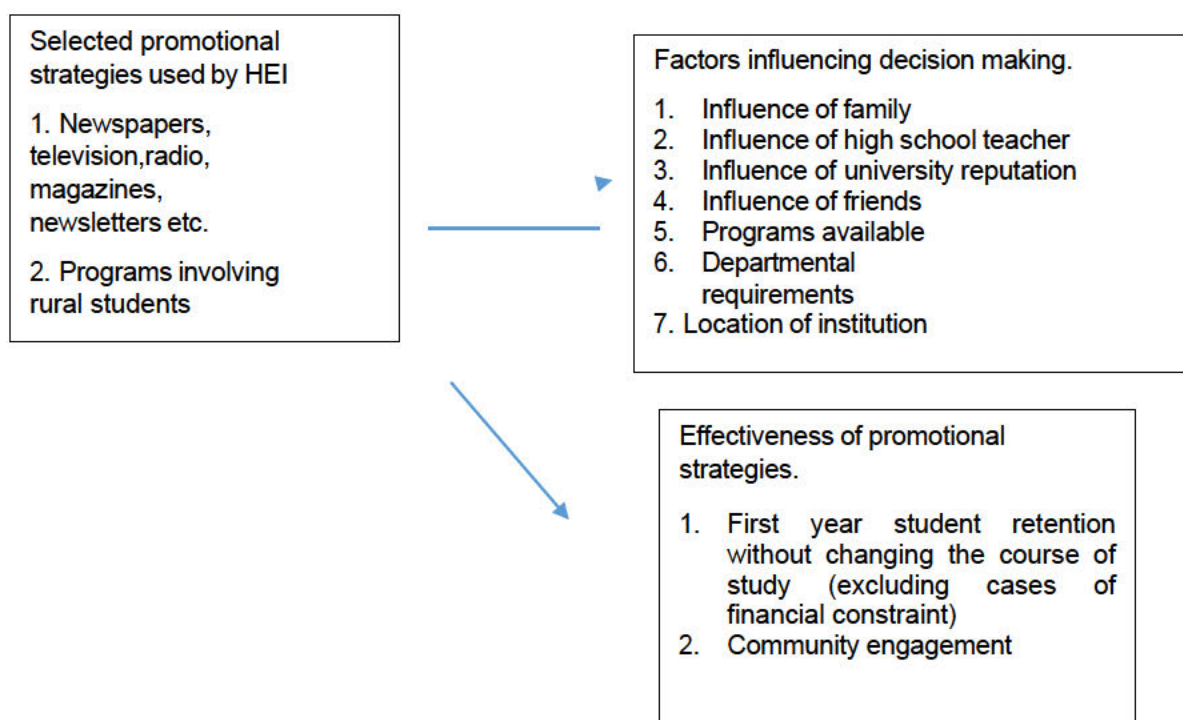 Selected promotional
strategies used by HEI
1. Newspapers,
television,radio,
magazines,
newsletters etc.
2. Programs involving
rural students
Factors influencing decision making.
1. Influence of family
2. Influence of high school teacher
3. Influence of university reputation
4. Influence of friends
5. Programs available
6. Departmental
requirements
7. Location of institution
Effectiveness of promotional
strategies.
1. First year student retention
without changing the course of
study (excluding cases of
financial constraint)
2. Community engagement